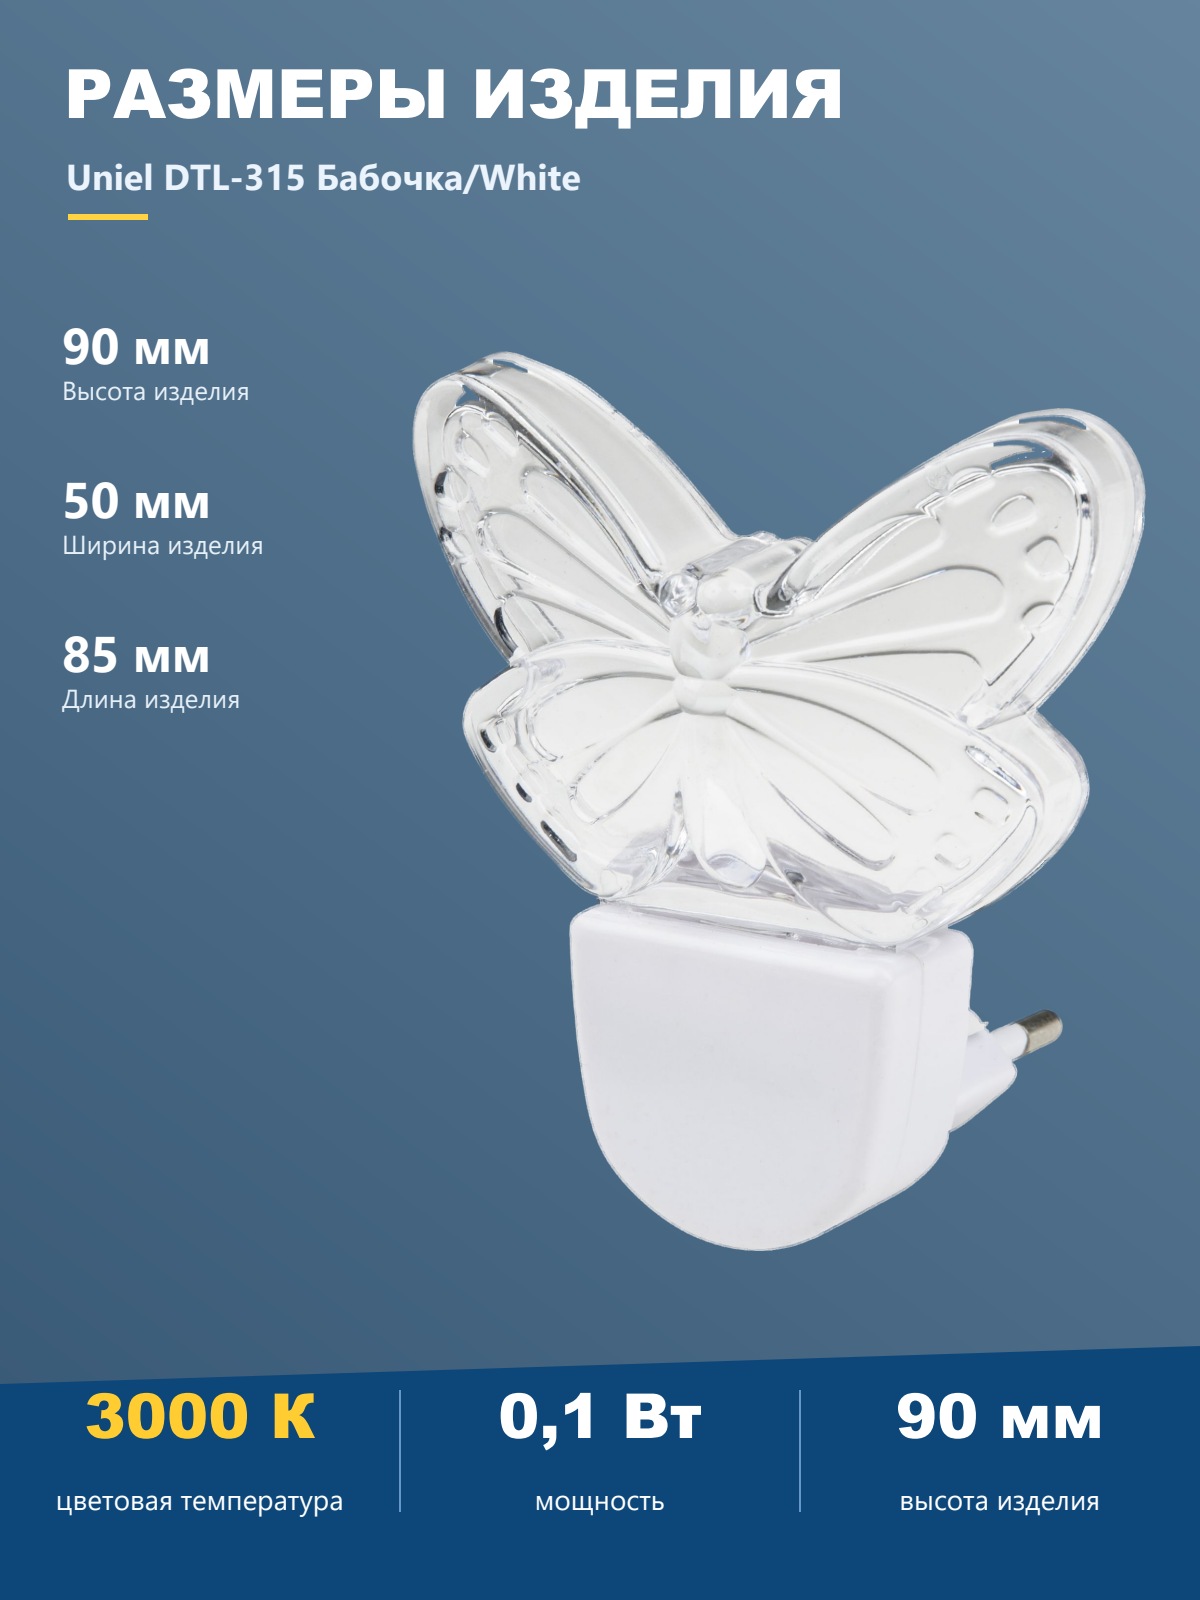 РАЗМЕРЫ ИЗДЕЛИЯ
Uniel DTL-315 Бабочка/White
90 мм
Высота изделия
50 мм
Ширина изделия
85 мм
Длина изделия
3000 К
цветовая температура
0,1 Вт
мощность
90 мм
высота изделия